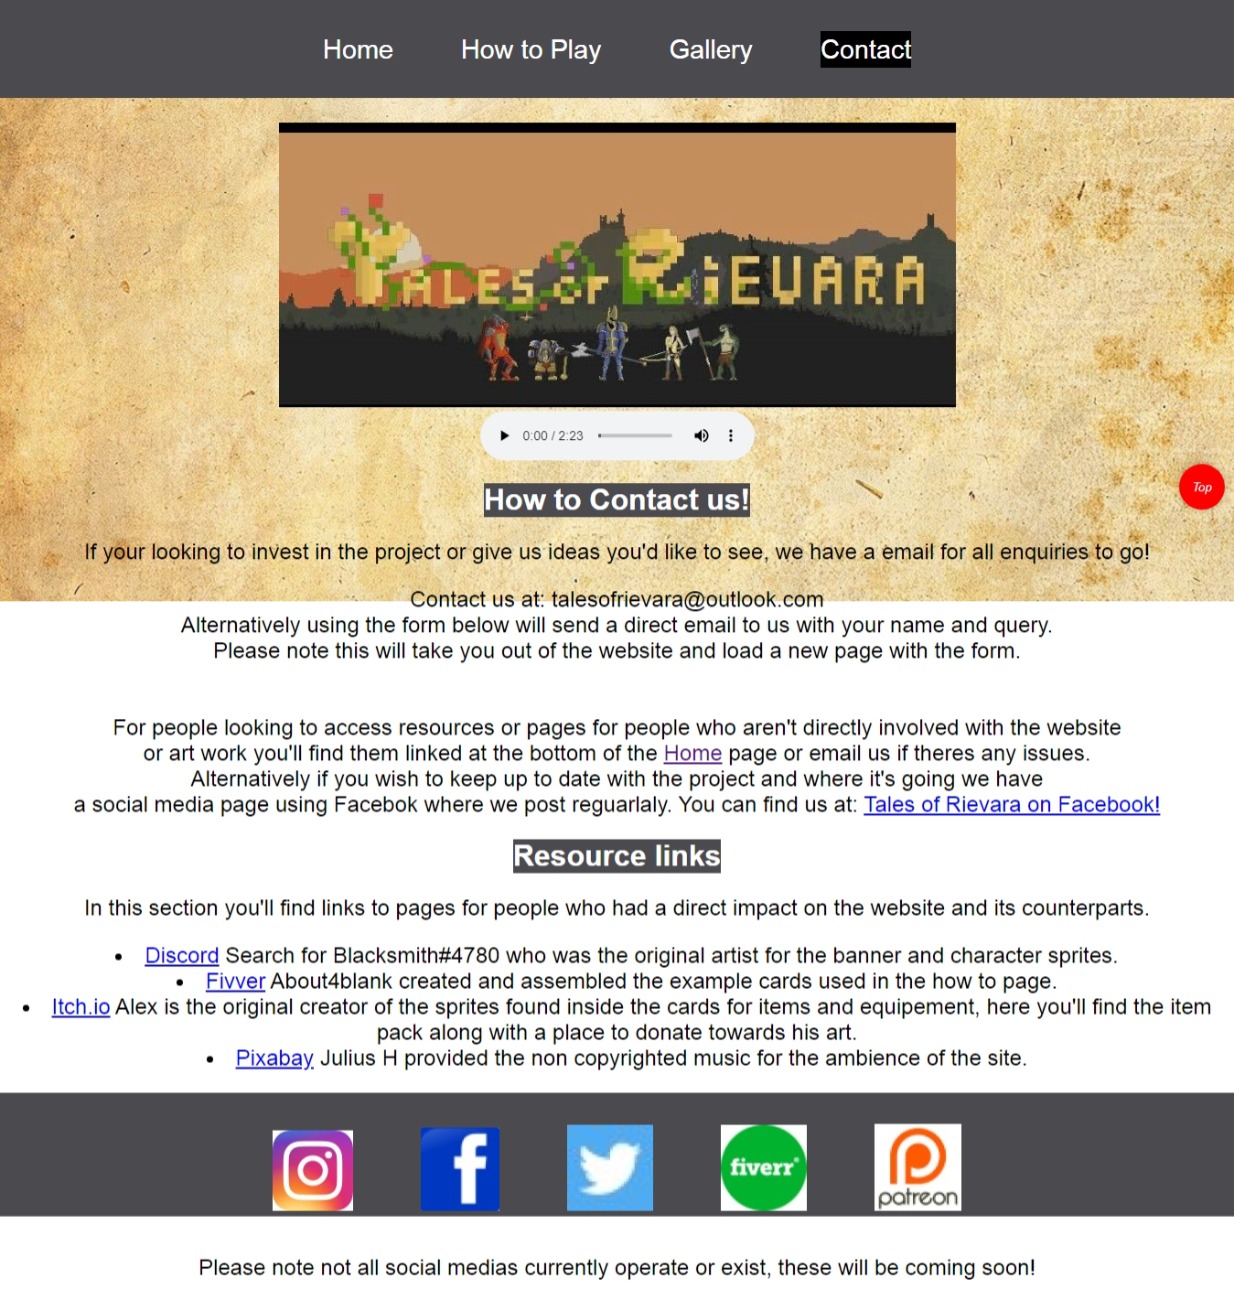 Home How to Play Gallery Contact
TALES OF RIEVARA
0:00 / 2:23
Top
How to Contact us!
If your looking to invest in the project or give us ideas you'd like to see, we have a email for all enquiries to go!
Contact us at: talesofrievara@outlook.com
Alternatively using the form below will send a direct email to us with your name and query.
Please note this will take you out of the website and load a new page with the form.
For people looking to access resources or pages for people who aren't directly involved with the website
or art work you'll find them linked at the bottom of the Home page or email us if theres any issues.
Alternatively if you wish to keep up to date with the project and where it's going we have
a social media page using Facebok where we post reguarlaly. You can find us at: Tales of Rievara on Facebook!
Resource links
In this section you'll find links to pages for people who had a direct impact on the website and its counterparts.
• Discord Search for Blacksmith#4780 who was the original artist for the banner and character sprites.
• Fivver About4blank created and assembled the example cards used in the how to page.
• Itch.io Alex is the original creator of the sprites found inside the cards for items and equipement, here you'll find the item
pack along with a place to donate towards his art.
• Pixabay Julius H provided the non copyrighted music for the ambience of the site.
fiverr
patreon
Please note not all social medias currently operate or exist, these will be coming soon!